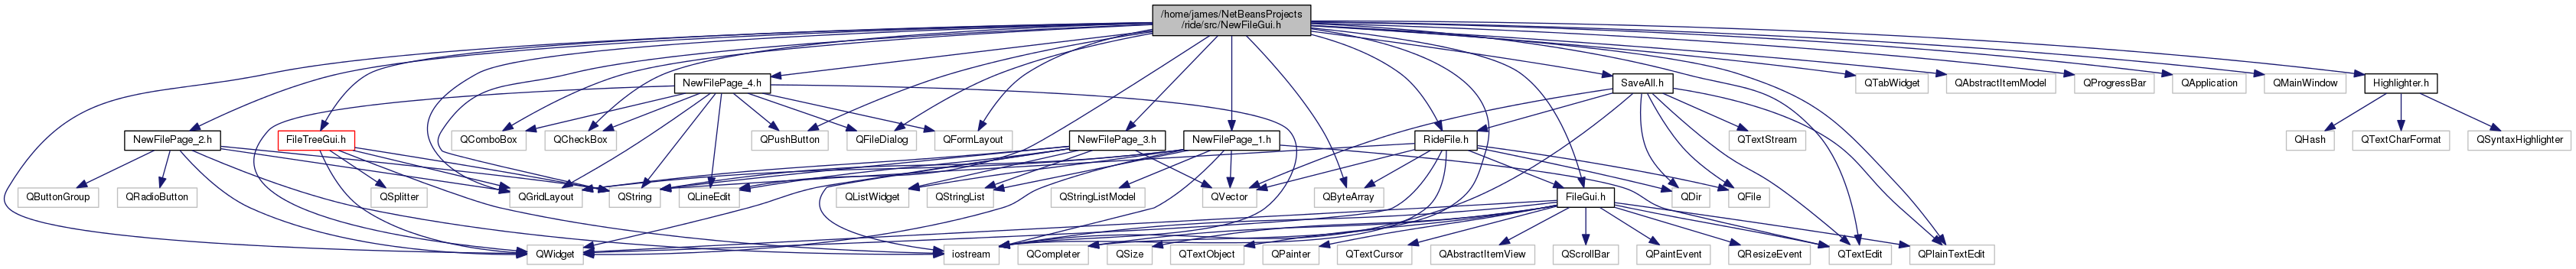 /home/james/NetBeansProjects
/ride/src/NewFileGui.h
NewFilePage_4.h
SaveAll.h
QTabWidget
QAbstractItemModel
QProgressBar
QApplication
QMainWindow
Highlighter.h
NewFilePage_2.h
FileTreeGui.h
QComboBox
QCheckBox
QPushButton
QFileDialog
QFormLayout
NewFilePage_3.h
NewFilePage_1.h
RideFile.h
QTextStream
QHash
QTextCharFormat
QSyntaxHighlighter
QButtonGroup
QRadioButton
QSplitter
QGridLayout
QString
QLineEdit
QListWidget
QStringList
QStringListModel
QVector
QByteArray
FileGui.h
QDir
QFile
QWidget
iostream
QCompleter
QSize
QTextObject
QPainter
QTextCursor
QAbstractItemView
QScrollBar
QPaintEvent
QResizeEvent
QTextEdit
QPlainTextEdit